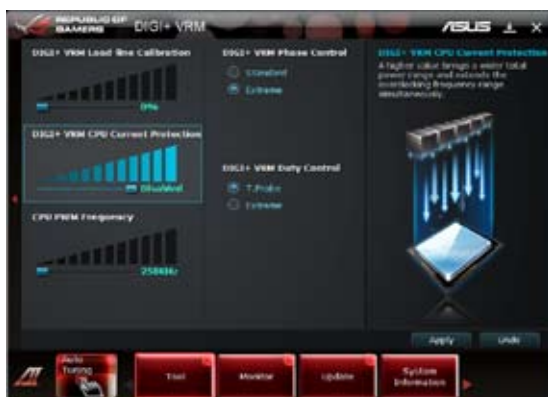 REPUBLIC OF
GAMERS
DIGI+ VRM
ASUS
DIGI+ VRM Load-line Calibration
0%
DIGI+ VRM CPU Current Protection
Disabled
CPU PWM Frequency
250KHz
DIGI+ VRM Phase Control
Standard
Extreme
DIGI+ VRM Duty Control
T.Probe
Extreme
DIGI+ VRM CPU Current Protection
A higher value brings a wider total
power range and extends the
overclocking frequency range
simultaneously.
Apply
Undo
Auto
Tuning
Tool
Monitor
Update
System
Information